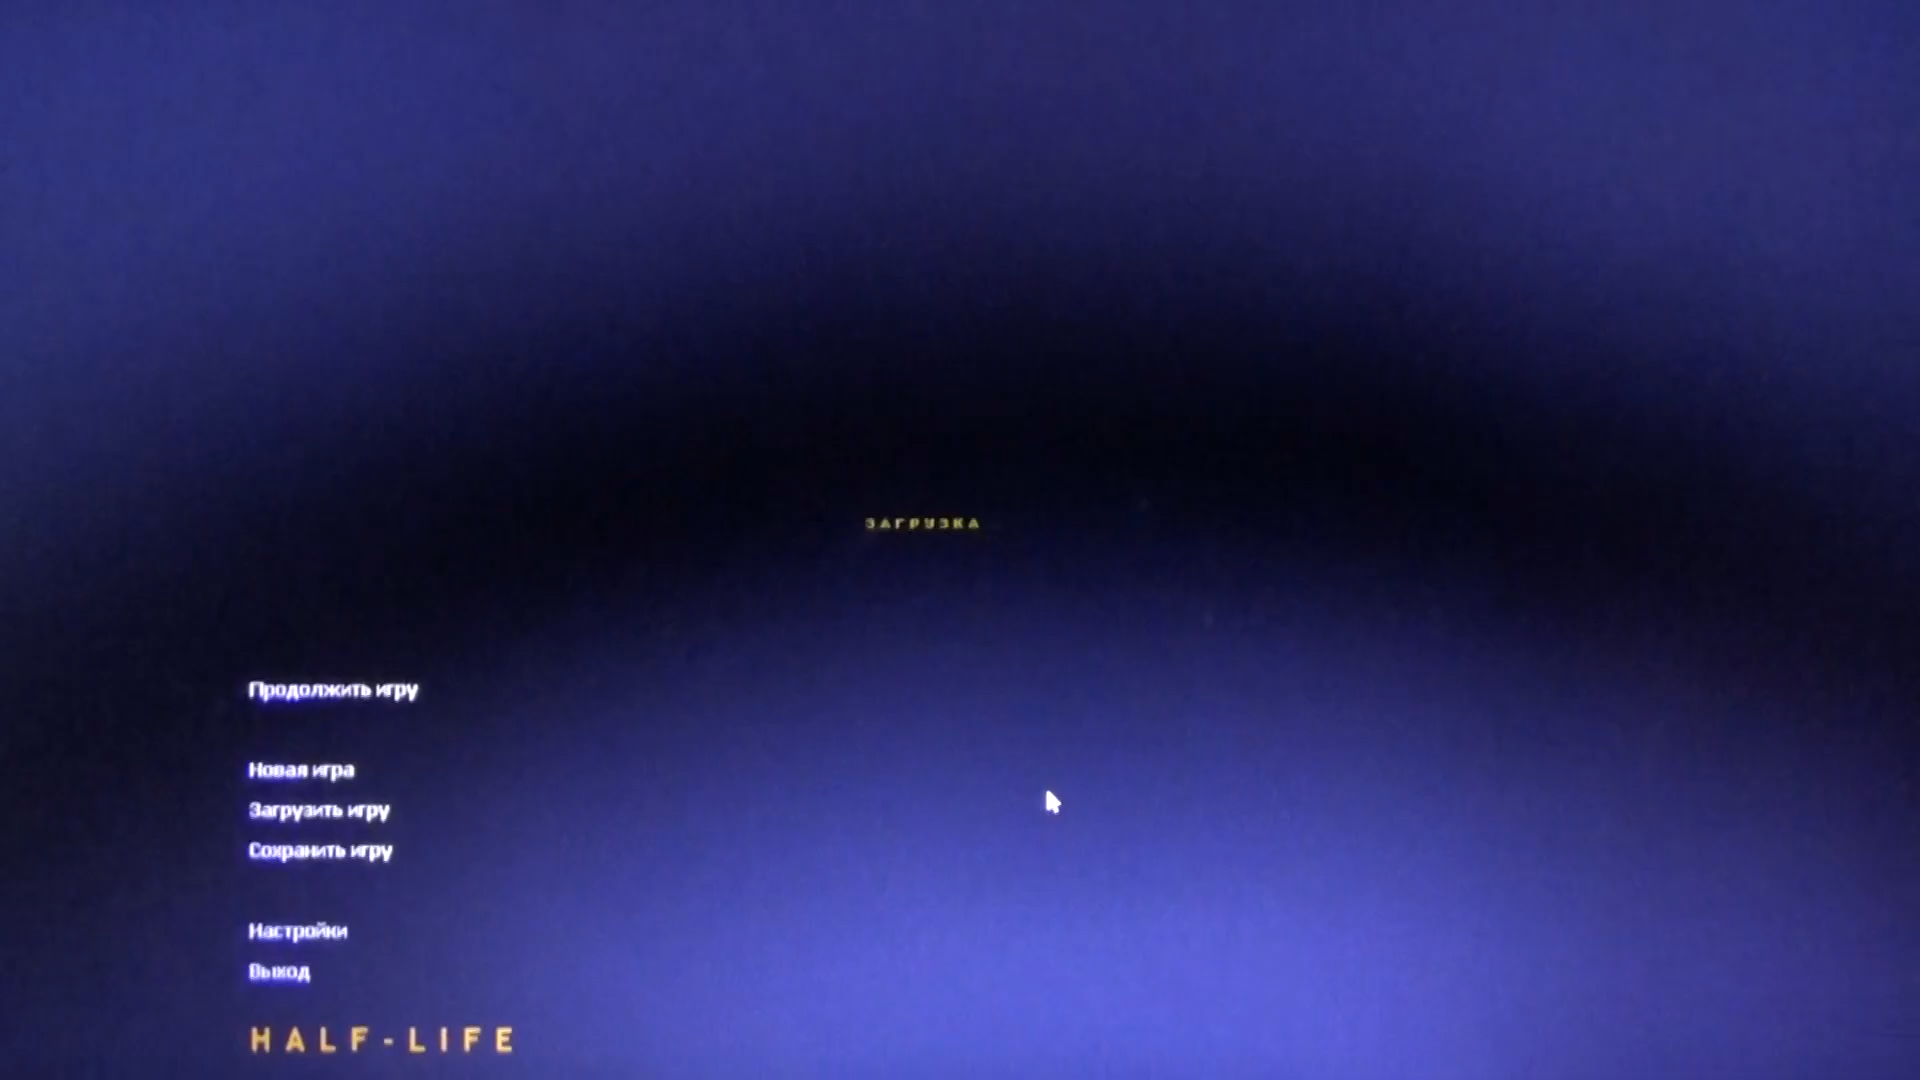 ЗАГРУЗКА
Продолжить игру
Новая игра
Загрузить игру
Сохранить игру
Настройки
Выход
HALF-LIFE